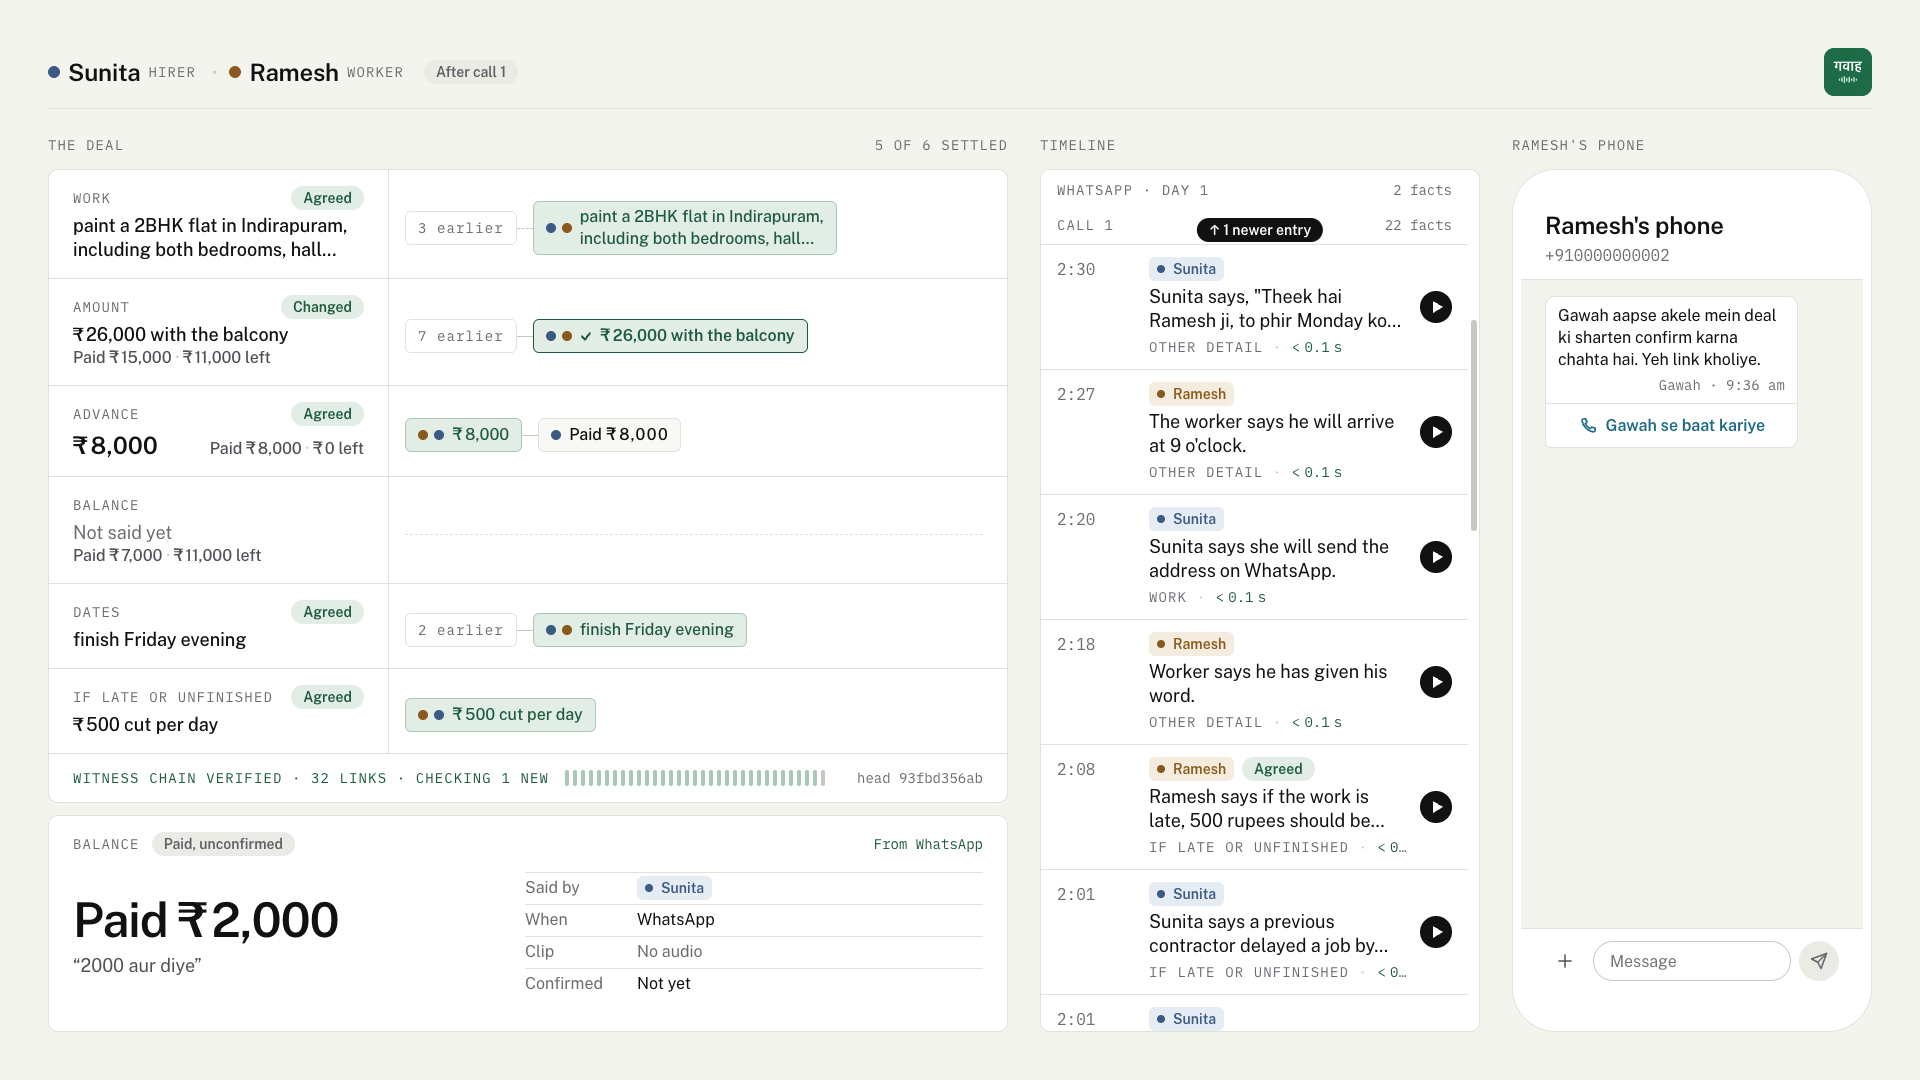 Sunita HIRER · Ramesh WORKER After call 1
गवाह
THE DEAL 5 OF 6 SETTLED
WORK Agreed
paint a 2BHK flat in Indirapuram,
including both bedrooms, hall...
3 earlier
paint a 2BHK flat in Indirapuram,
including both bedrooms, hall...
AMOUNT Changed
₹26,000 with the balcony
Paid ₹15,000 · ₹11,000 left
7 earlier
₹26,000 with the balcony
ADVANCE Agreed
₹8,000 Paid ₹8,000 · ₹0 left
₹8,000
Paid ₹8,000
BALANCE
Not said yet
Paid ₹7,000 · ₹11,000 left
DATES Agreed
finish Friday evening
2 earlier
finish Friday evening
IF LATE OR UNFINISHED Agreed
₹500 cut per day
₹500 cut per day
WITNESS CHAIN VERIFIED · 32 LINKS · CHECKING 1 NEW head 93fbd356ab
BALANCE Paid, unconfirmed From WhatsApp
Paid ₹2,000
“2000 aur diye”
Said by Sunita
When WhatsApp
Clip No audio
Confirmed Not yet
TIMELINE
WHATSAPP · DAY 1 2 facts
CALL 1 22 facts
↑ 1 newer entry
2:30 Sunita
Sunita says, "Theek hai
Ramesh ji, to phir Monday ko...
OTHER DETAIL · < 0.1 s
2:27 Ramesh
The worker says he will arrive
at 9 o'clock.
OTHER DETAIL · < 0.1 s
2:20 Sunita
Sunita says she will send the
address on WhatsApp.
WORK · < 0.1 s
2:18 Ramesh
Worker says he has given his
word.
OTHER DETAIL · < 0.1 s
2:08 Ramesh Agreed
Ramesh says if the work is
late, 500 rupees should be...
IF LATE OR UNFINISHED · < 0...
2:01 Sunita
Sunita says a previous
contractor delayed a job by...
IF LATE OR UNFINISHED · < 0...
2:01 Sunita
RAMESH'S PHONE
Ramesh's phone
+910000000002
Gawah aapse akele mein deal
ki sharten confirm karna
chahta hai. Yeh link kholiye.
Gawah · 9:36 am
Gawah se baat kariye
Message